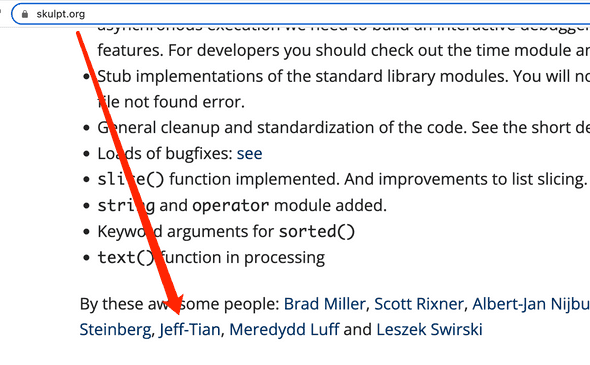 skulpt.org
asynchronous execution we need to build an interactive debugge
features. For developers you should check out the time module a
Stub implementations of the standard library modules. You will no
file not found error.
General cleanup and standardization of the code. See the short de
Loads of bugfixes: see
slice() function implemented. And improvements to list slicing.
string and operator module added.
Keyword arguments for sorted()
text() function in processing
By these awesome people: Brad Miller, Scott Rixner, Albert-Jan Nijbu
Steinberg, Jeff-Tian, Meredydd Luff and Leszek Swirski